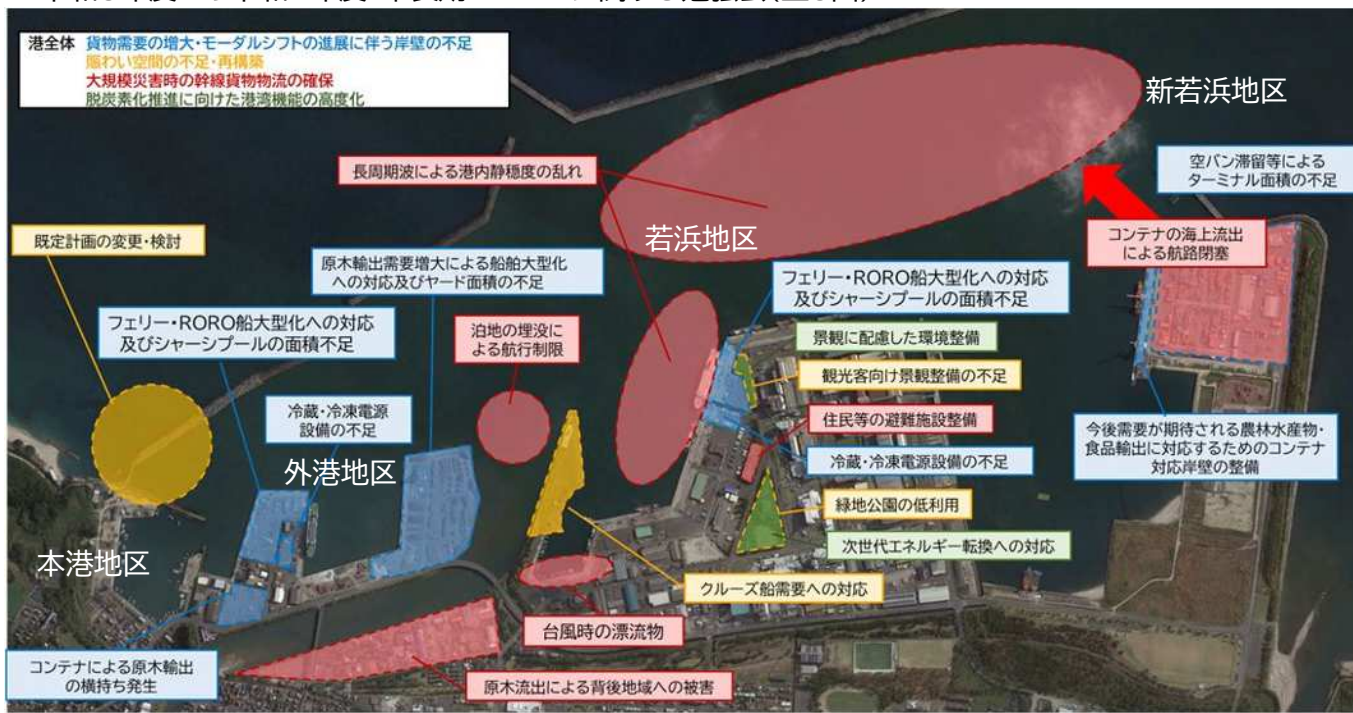 港全体 貨物需要の増大・モーダルシフトの進展に伴う岸壁の不足
賑わい空間の不足・再構築
大規模災害時の幹線貨物物流の確保
脱炭素化推進に向けた港湾機能の高度化
新若浜地区
空バン滞留等による
ターミナル面積の不足
長周期波による港内静穏度の乱れ
若浜地区
コンテナの海上流出
による航路閉塞
既定計画の変更・検討
原木輸出需要増大による船舶大型化
への対応及びヤード面積の不足
フェリー・RORO船大型化への対応
及びシャーシプールの面積不足
フェリー・RORO船大型化への対応
及びシャーシプールの面積不足
泊地の埋没に
よる航行制限
景観に配慮した環境整備
観光客向け景観整備の不足
冷蔵・冷凍電源
設備の不足
住民等の避難施設整備
今後需要が期待される農林水産物・
食品輸出に対応するためのコンテナ
対応岸壁の整備
外港地区
冷蔵・冷凍電源設備の不足
緑地公園の低利用
本港地区
次世代エネルギー転換への対応
クルーズ船需要への対応
台風時の漂流物
コンテナによる原木輸出
の横持ち発生
原木流出による背後地域への被害